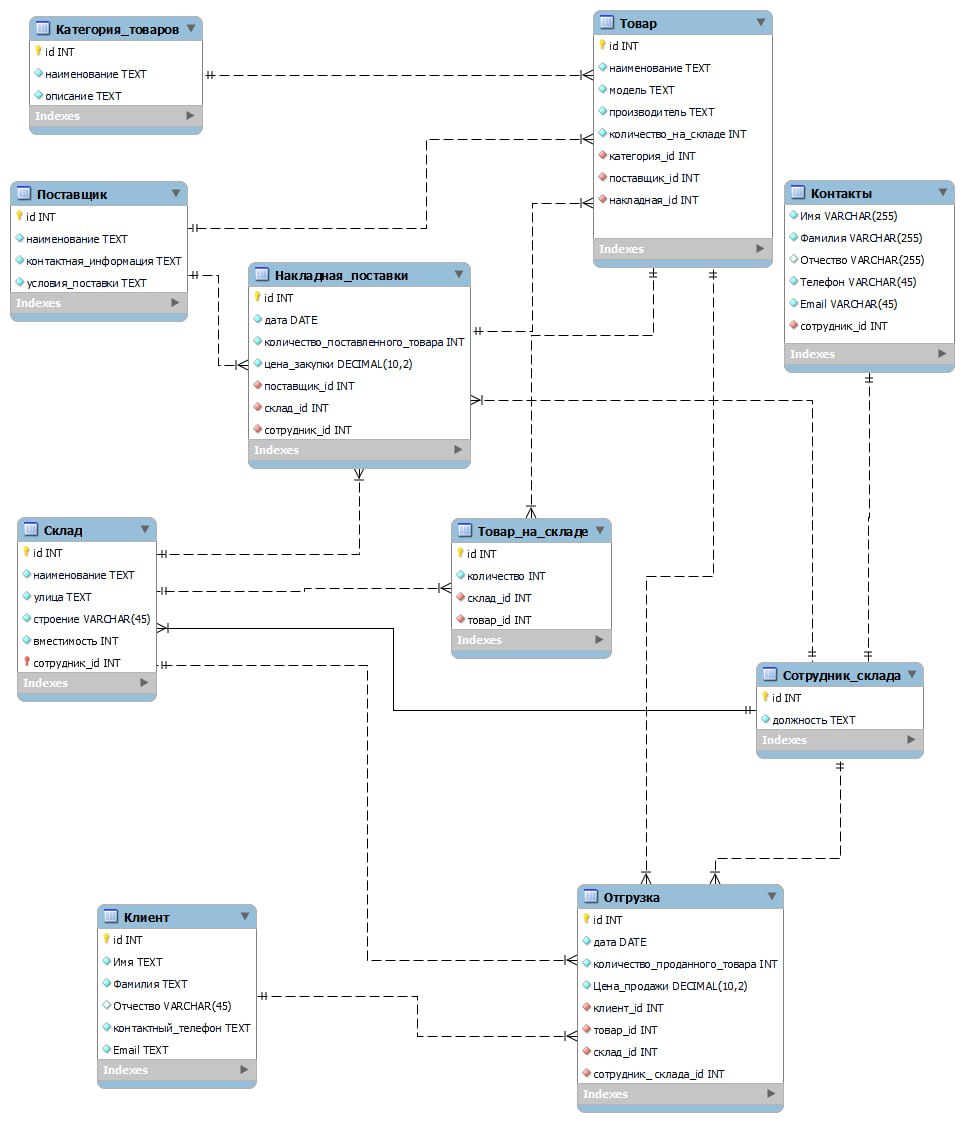 Категория_товаров
id INT
наименование TEXT
описание TEXT
Indexes
Товар
id INT
наименование TEXT
модель TEXT
производитель TEXT
количество_на_складе INT
категория_id INT
поставщик_id INT
накладная_id INT
Indexes
Поставщик
id INT
наименование TEXT
контактная_информация TEXT
условия_поставки TEXT
Indexes
Контакты
Имя VARCHAR(255)
Фамилия VARCHAR(255)
Отчество VARCHAR(255)
Телефон VARCHAR(45)
Email VARCHAR(45)
сотрудник_id INT
Indexes
Накладная_поставки
id INT
дата DATE
количество_поставленного_товара INT
цена_закупки DECIMAL(10,2)
поставщик_id INT
склад_id INT
сотрудник_id INT
Indexes
Склад
id INT
наименование TEXT
улица TEXT
строение VARCHAR(45)
вместимость INT
сотрудник_id INT
Indexes
Товар_на_складе
id INT
количество INT
склад_id INT
товар_id INT
Indexes
Сотрудник_склада
id INT
должность TEXT
Indexes
Клиент
id INT
Имя TEXT
Фамилия TEXT
Отчество VARCHAR(45)
контактный_телефон TEXT
Email TEXT
Indexes
Отгрузка
id INT
дата DATE
количество_проданного_товара INT
Цена_продажи DECIMAL(10,2)
клиент_id INT
товар_id INT
склад_id INT
сотрудник_ склада_id INT
Indexes